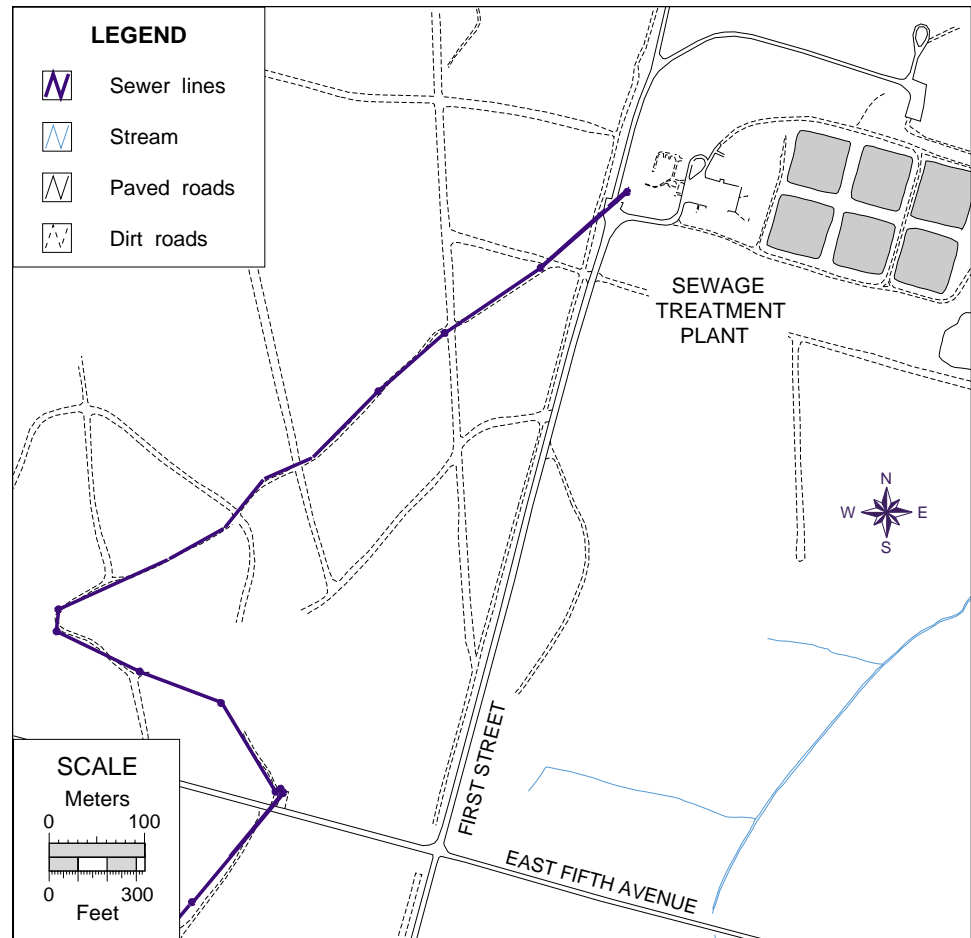 LEGEND
Sewer lines
Stream
Paved roads
Dirt roads
SEWAGE
TREATMENT
PLANT
N
W E
S
FIRST STREET
EAST FIFTH AVENUE
SCALE
Meters
0 100
0 300
Feet